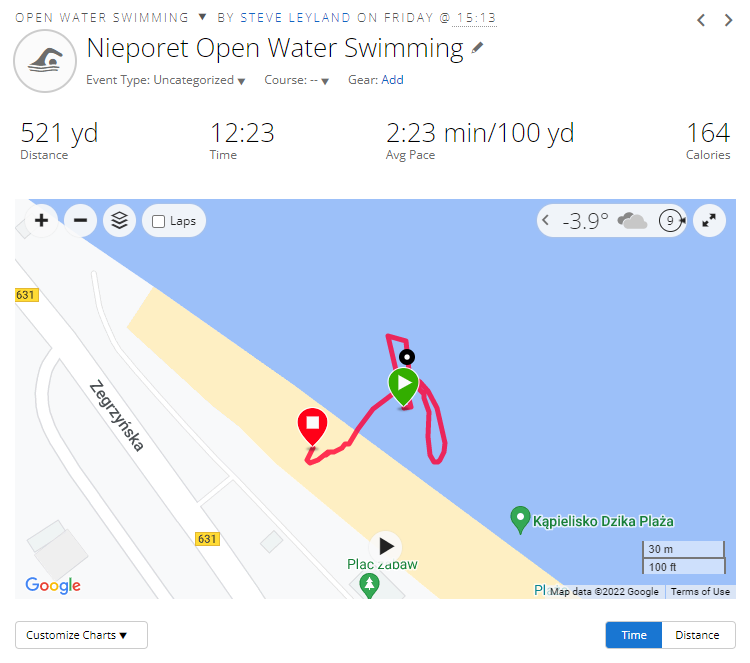 OPEN WATER SWIMMING ▼ BY STEVE LEYLAND ON FRIDAY @ 15:13
Nieporet Open Water Swimming
Event Type: Uncategorized ▼ Course: -- ▼ Gear: Add
521 yd 12:23 2:23 min/100 yd 164
Distance Time Avg Pace Calories
Laps
-3.9° 9
631
Zegrzyńska
Kąpielisko Dzika Plaża
631
30 m
Plac zabaw
100 ft
Google
Pl
Map data ©2022 Google Terms of Use
Customize Charts ▼ Time Distance